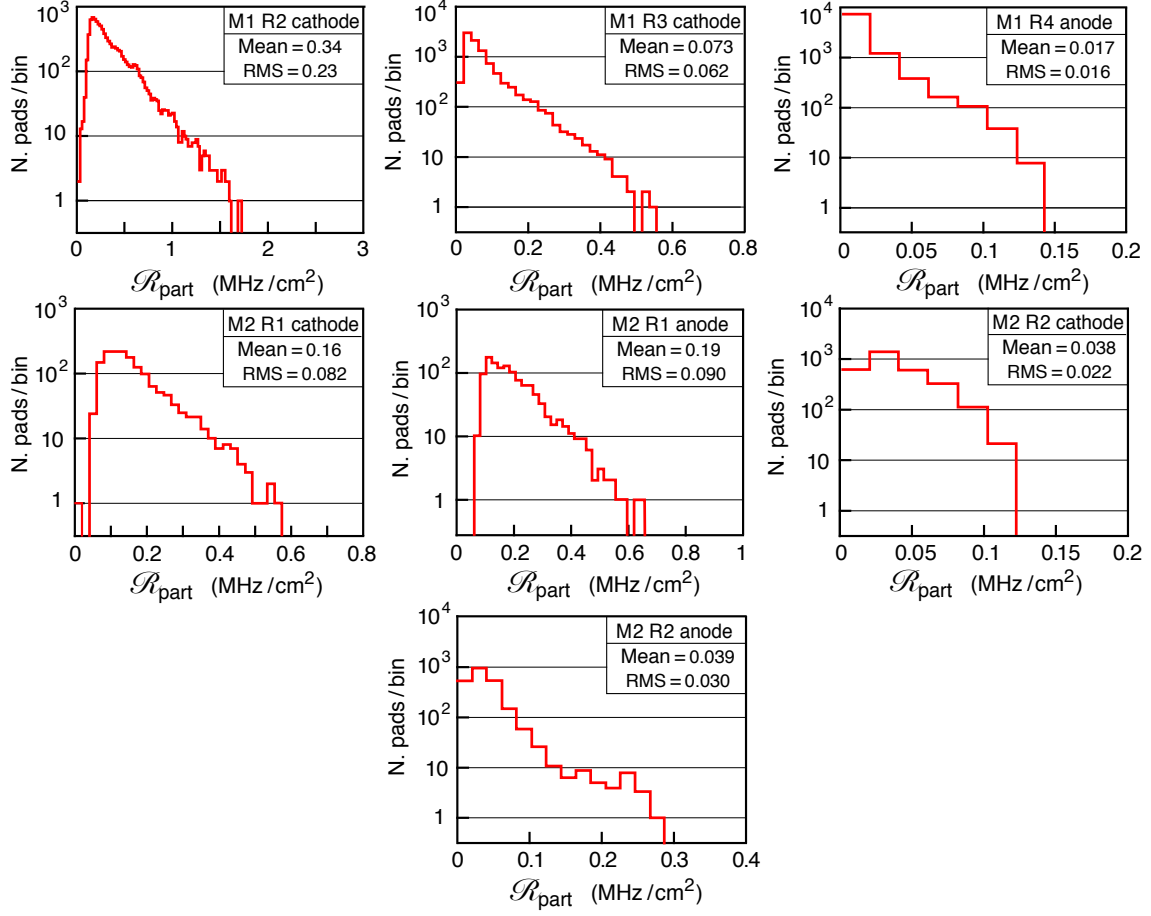 M1 R2 cathode
Mean = 0.34
RMS = 0.23
N. pads / bin
10³
10²
10
1
0 1 2 3
ℛpart (MHz / cm²)
M1 R3 cathode
Mean = 0.073
RMS = 0.062
N. pads / bin
10⁴
10³
10²
10
1
0 0.2 0.4 0.6 0.8
ℛpart (MHz / cm²)
M1 R4 anode
Mean = 0.017
RMS = 0.016
N. pads / bin
10⁴
10³
10²
10
1
0 0.05 0.1 0.15 0.2
ℛpart (MHz / cm²)
M2 R1 cathode
Mean = 0.16
RMS = 0.082
N. pads / bin
10³
10²
10
1
0 0.2 0.4 0.6 0.8
ℛpart (MHz / cm²)
M2 R1 anode
Mean = 0.19
RMS = 0.090
N. pads / bin
10³
10²
10
1
0 0.2 0.4 0.6 0.8 1
ℛpart (MHz / cm²)
M2 R2 cathode
Mean = 0.038
RMS = 0.022
N. pads / bin
10⁴
10³
10²
10
1
0 0.05 0.1 0.15 0.2
ℛpart (MHz / cm²)
M2 R2 anode
Mean = 0.039
RMS = 0.030
N. pads / bin
10⁴
10³
10²
10
1
0 0.1 0.2 0.3 0.4
ℛpart (MHz / cm²)